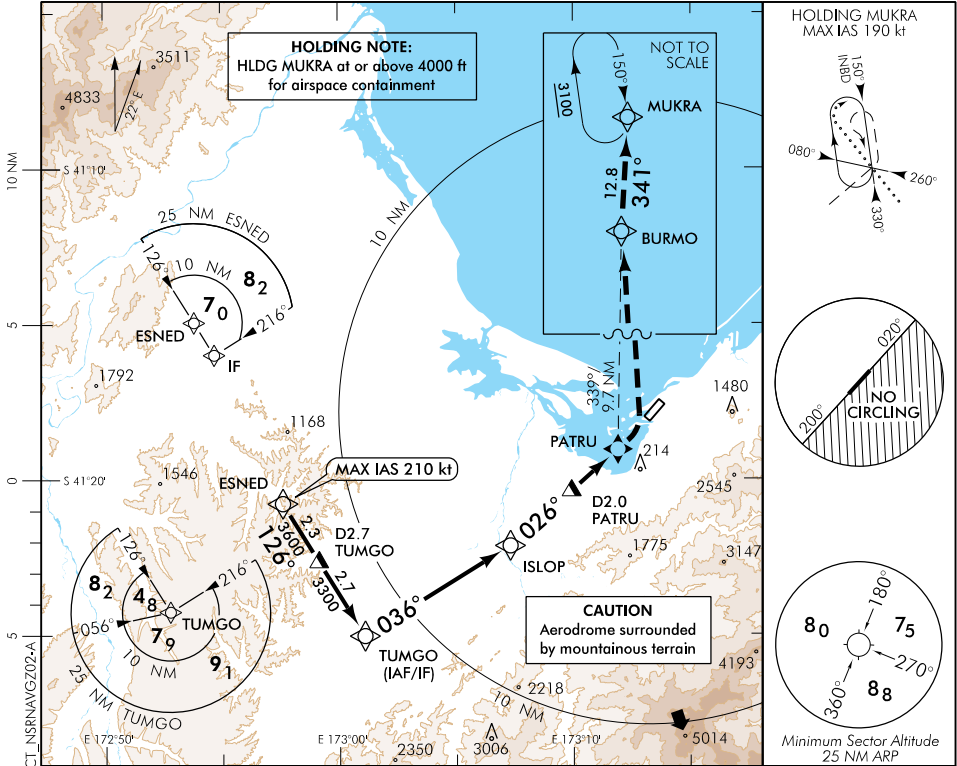 HOLDING NOTE:
HLDG MUKRA at or above 4000 ft
for airspace containment
NOT TO
SCALE
HOLDING MUKRA
MAX IAS 190 kt
150°
INBD
080°
260°
330°
3511
4833
22° E
S 41°10'
10 NM
150°
3100
MUKRA
12.8
341°
BURMO
10 NM
25 NM ESNED
126°
10 NM
82
70
216°
ESNED
IF
5
1792
1168
339°/
9.7 NM
1480
020°
200°
NO
CIRCLING
PATRU
214
MAX IAS 210 kt
0
S 41°20'
1546
ESNED
2545
D2.0
PATRU
2.3
3600
126°
D2.7
TUMGO
2.7
3300
026°
ISLOP
1775
3147
036°
126°
216°
82
48
TUMGO
056°
79
10 NM
91
25 NM TUMGO
5
TUMGO
(IAF/IF)
CAUTION
Aerodrome surrounded
by mountainous terrain
4193
180°
80
75
270°
360°
88
Minimum Sector Altitude
25 NM ARP
2218
10 NM
5014
E 172°50'
E 173°00'
2350
3006
E 173°10'
CT_NSRNAVGZ02-A